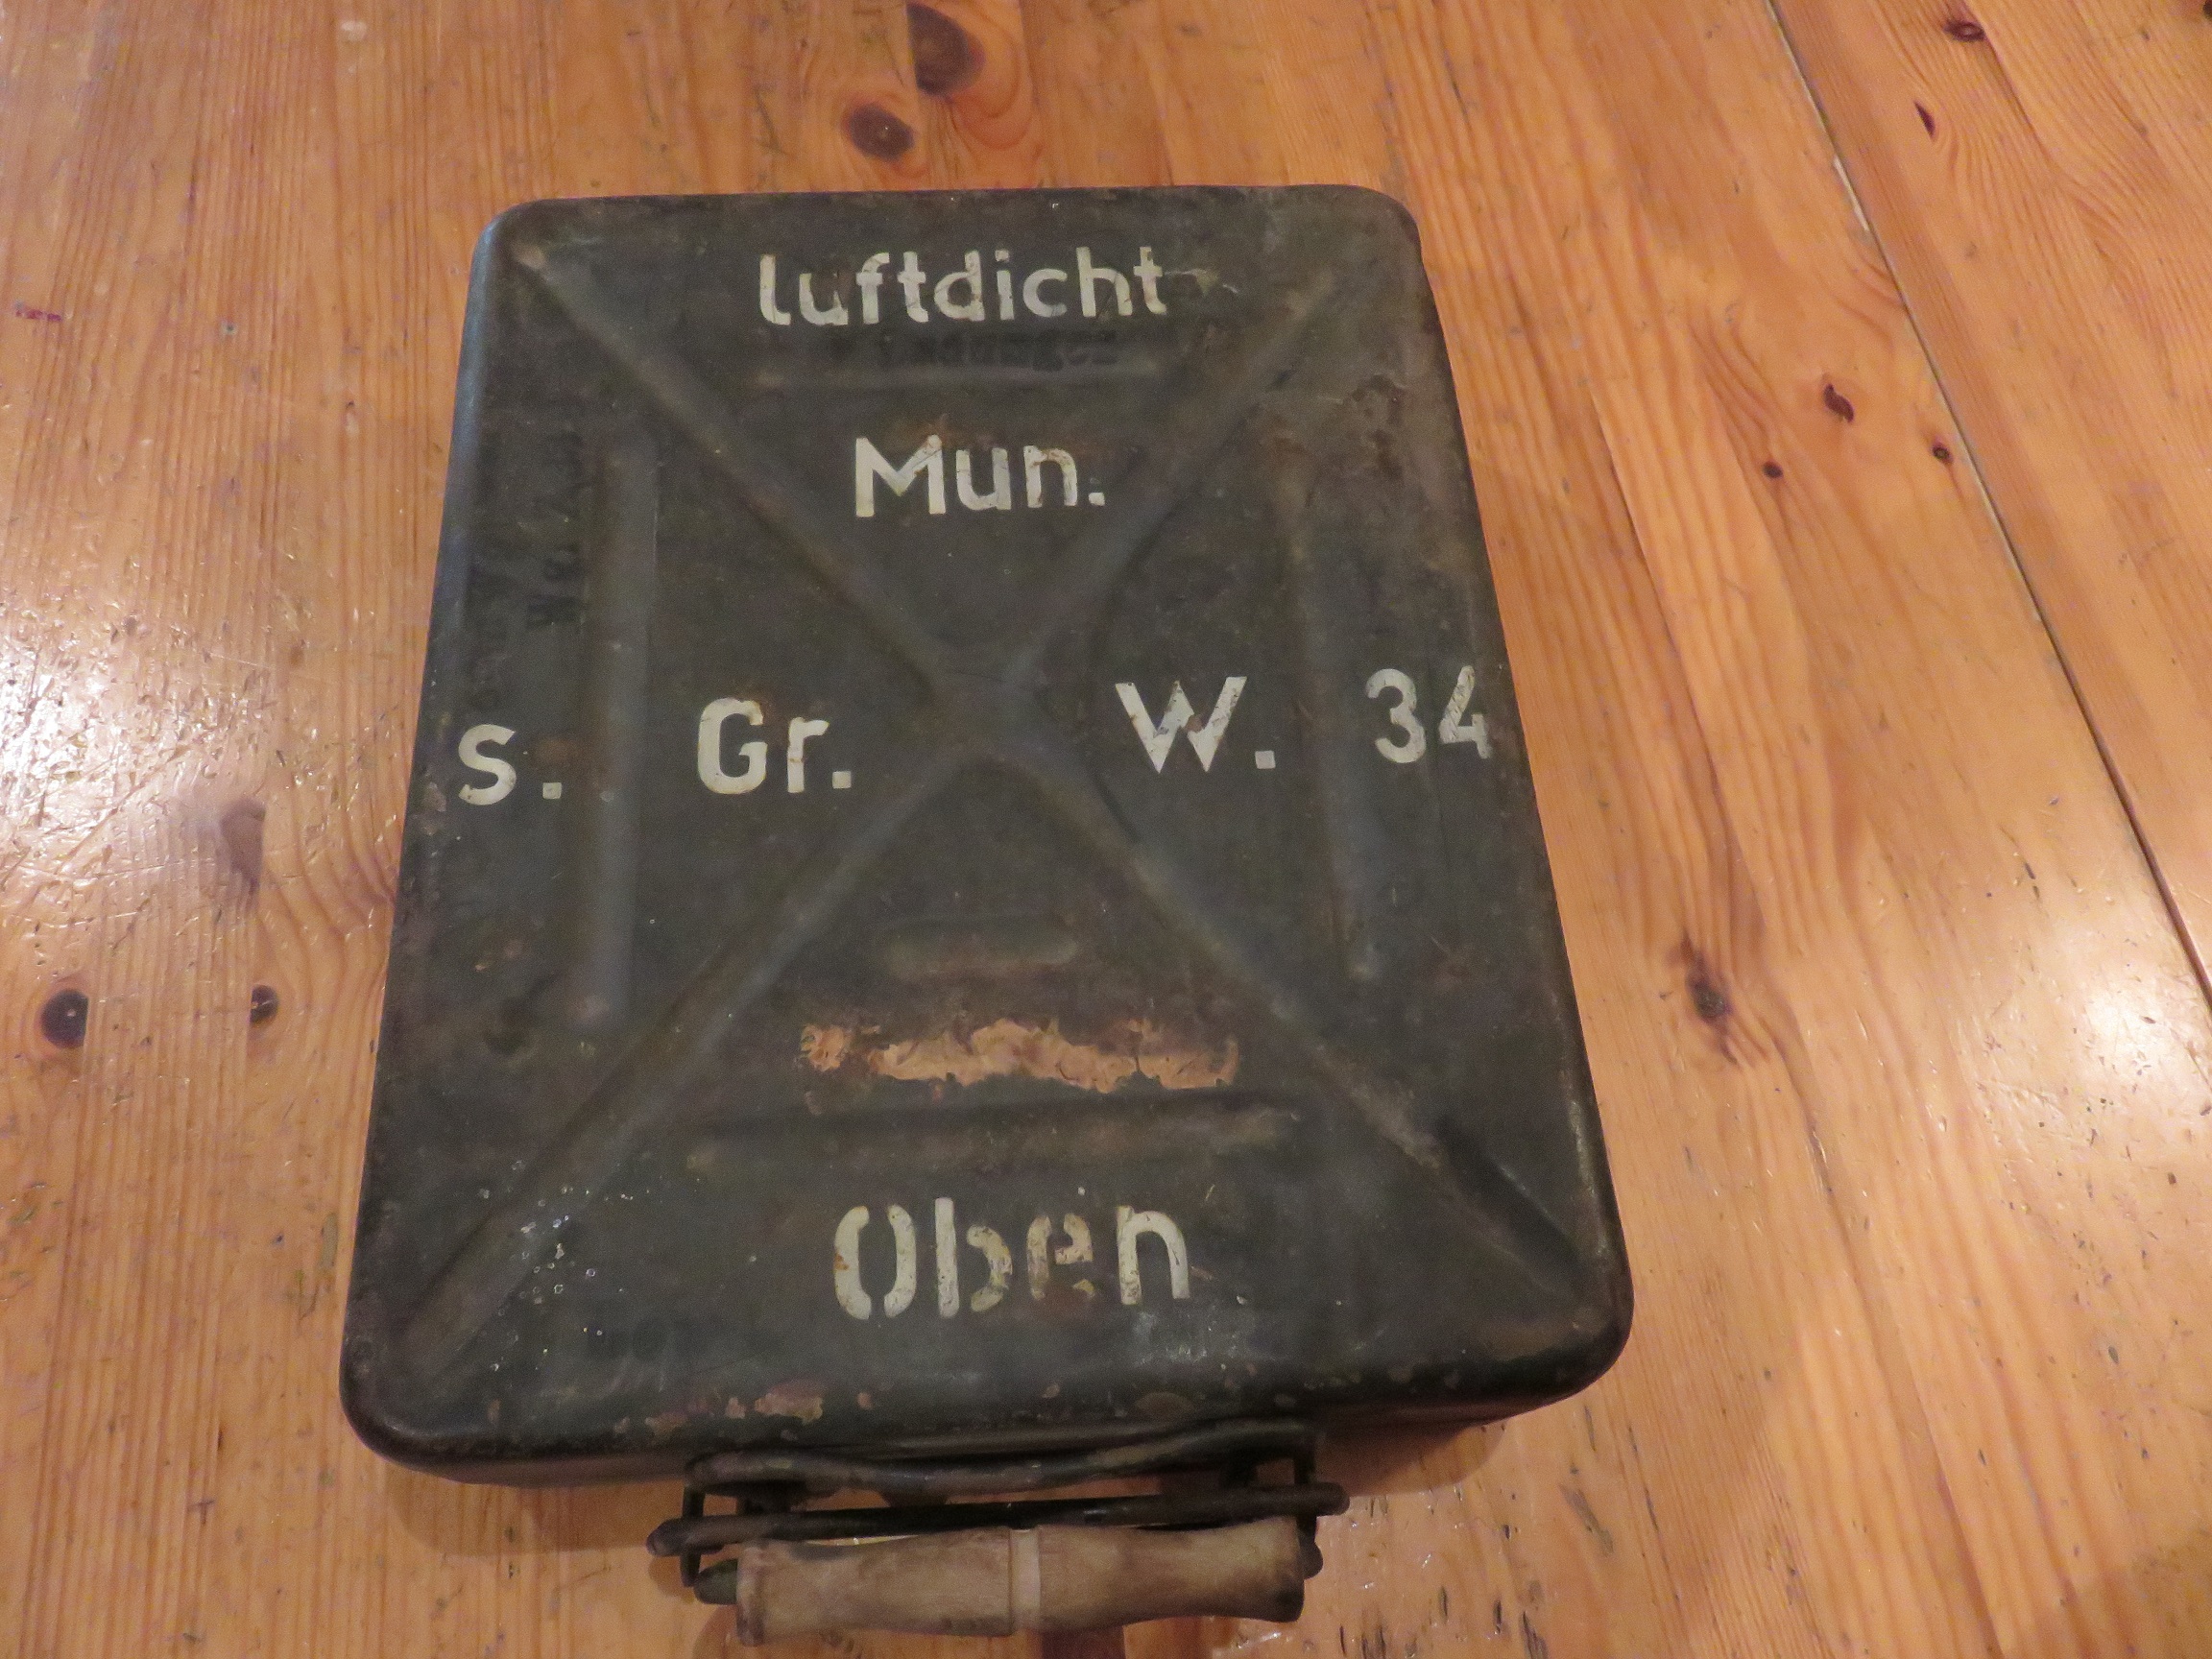 luftdicht
Mun.
s. Gr. W. 34
Oben